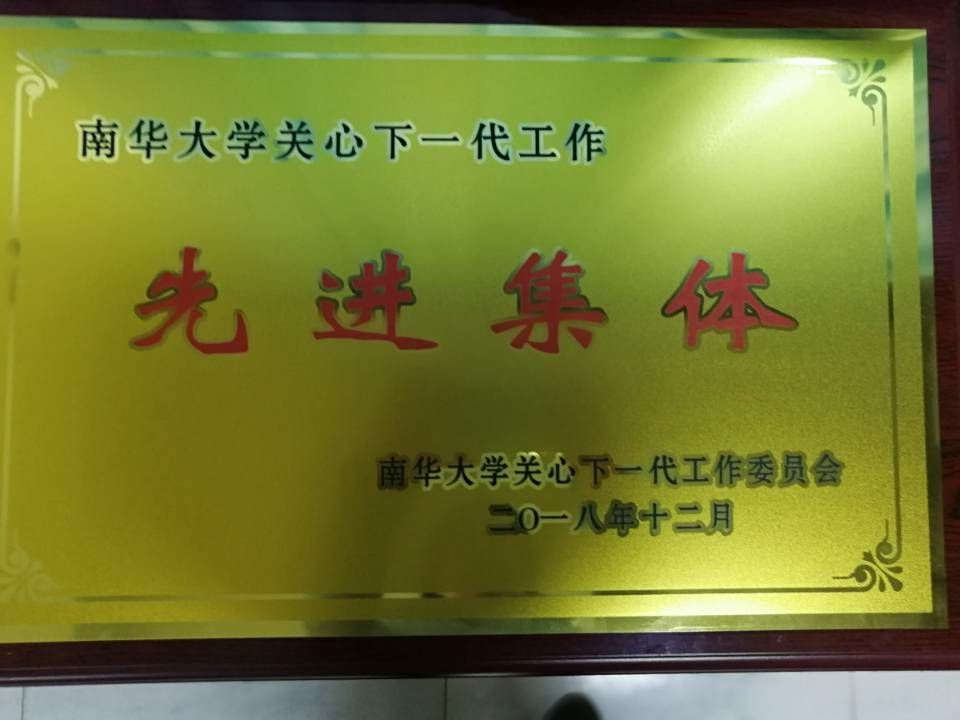 南华大学关心下一代工作
先进集体
南华大学关心下一代工作委员会
二〇一八年十二月